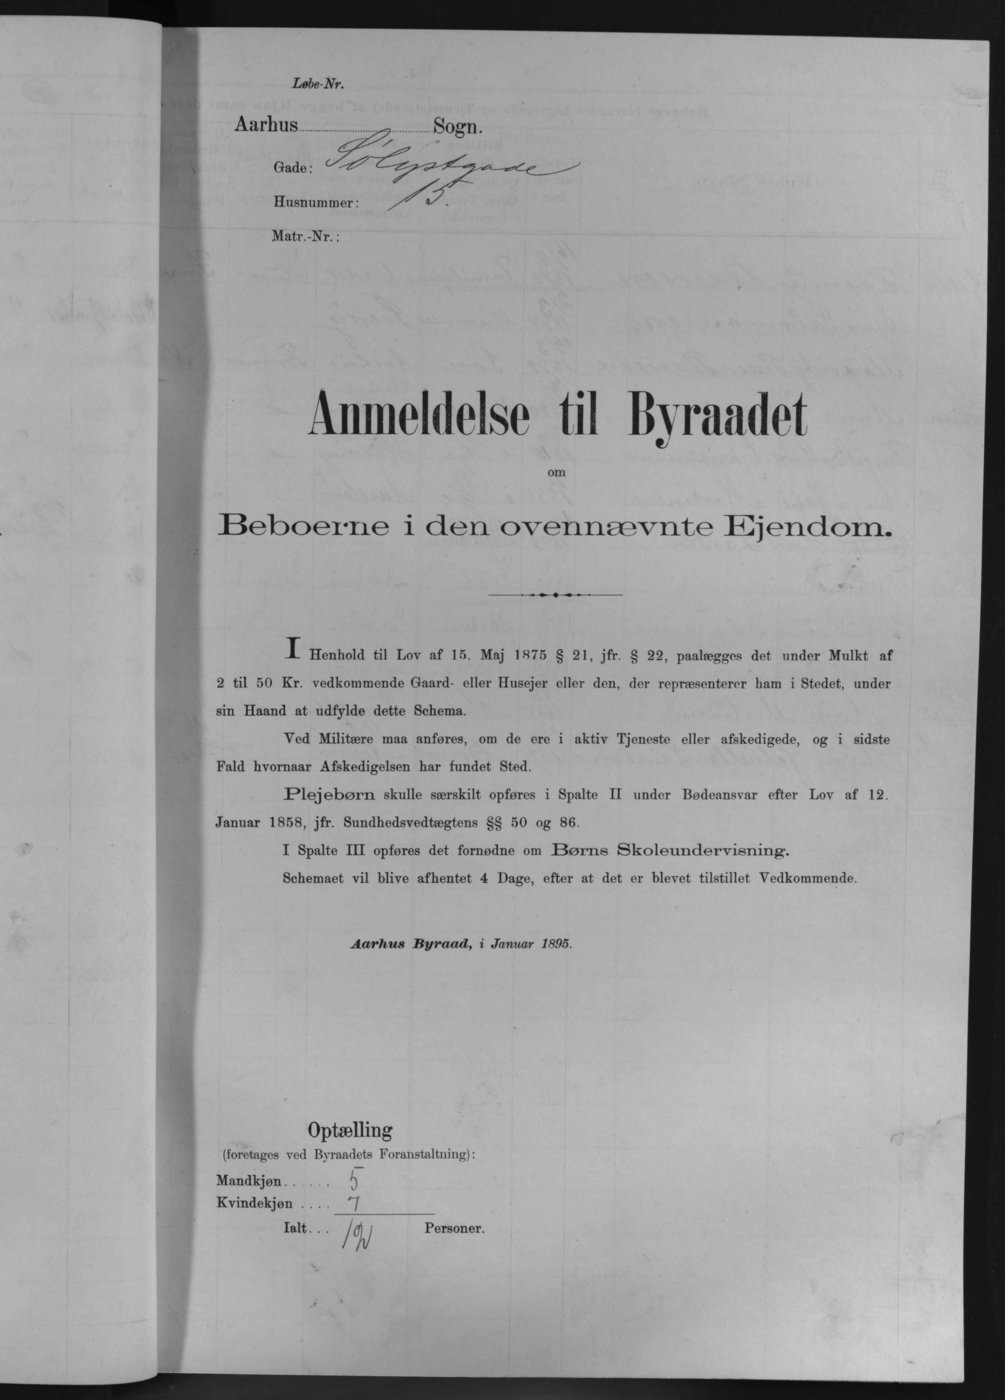 Løbe-Nr.
Aarhus Sogn.
Gade: Sølystgade
Husnummer: 15.
Matr.-Nr.:
Anmeldelse til Byraadet
om
Beboerne i den ovennævnte Ejendom.
I Henhold til Lov af 15. Maj 1875 § 21, jfr. § 22, paalægges det under Mulkt af
2 til 50 Kr. vedkommende Gaard- eller Husejer eller den, der repræsenterer ham i Stedet, under
sin Haand at udfylde dette Schema.
Ved Militære maa anføres, om de ere i aktiv Tjeneste eller afskedigede, og i sidste
Fald hvornaar Afskedigelsen har fundet Sted.
Plejebørn skulle særskilt opføres i Spalte II under Bødeansvar efter Lov af 12.
Januar 1858, jfr. Sundhedsvedtægtens §§ 50 og 86.
I Spalte III opføres det fornødne om Børns Skoleundervisning.
Schemaet vil blive afhentet 4 Dage, efter at det er blevet tilstillet Vedkommende.
Aarhus Byraad, i Januar 1895.
Optælling
(foretages ved Byraadets Foranstaltning):
Mandkjøn...... 5
Kvindekjøn .... 7
Ialt... 12 Personer.